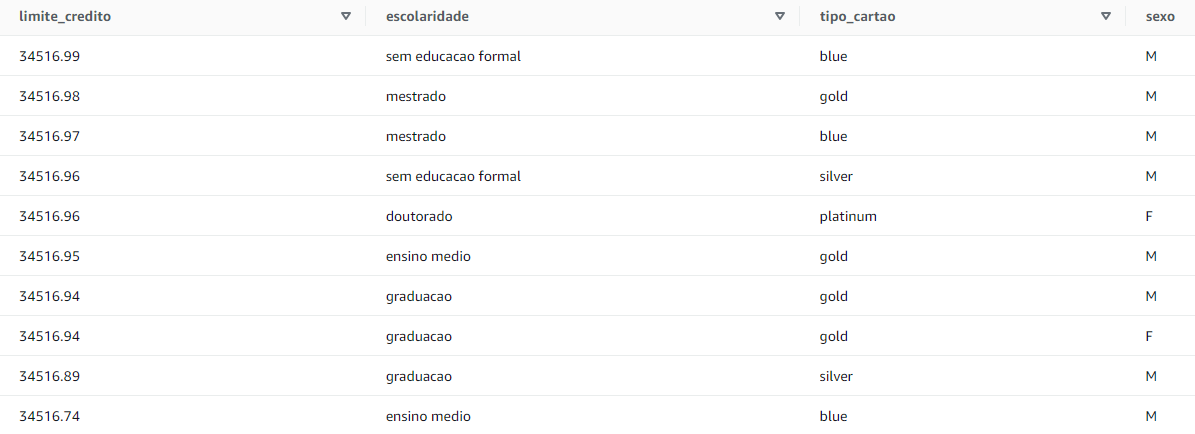 limite_credito escolaridade tipo_cartao sexo
34516.99 sem educacao formal blue M
34516.98 mestrado gold M
34516.97 mestrado blue M
34516.96 sem educacao formal silver M
34516.96 doutorado platinum F
34516.95 ensino medio gold M
34516.94 graduacao gold M
34516.94 graduacao gold F
34516.89 graduacao silver M
34516.74 ensino medio blue M